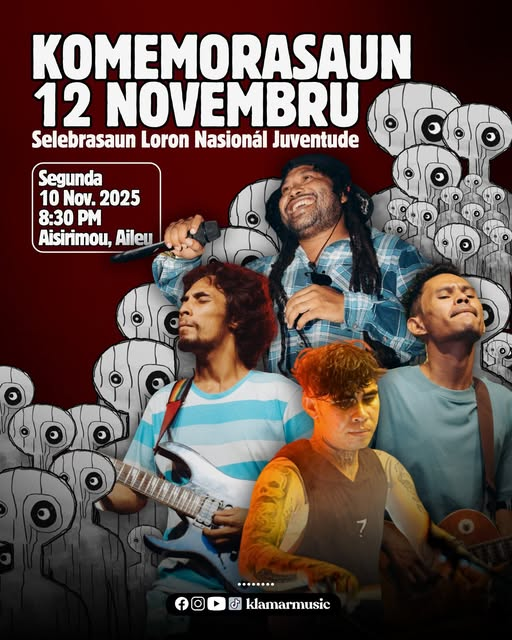 KOMEMORASAUN
12 NOVEMBRU
Selebrasaun Loron Nasionál Juventude
Segunda
10 Nov. 2025
8:30 PM
Aisirimou, Aileu
klamarmusic